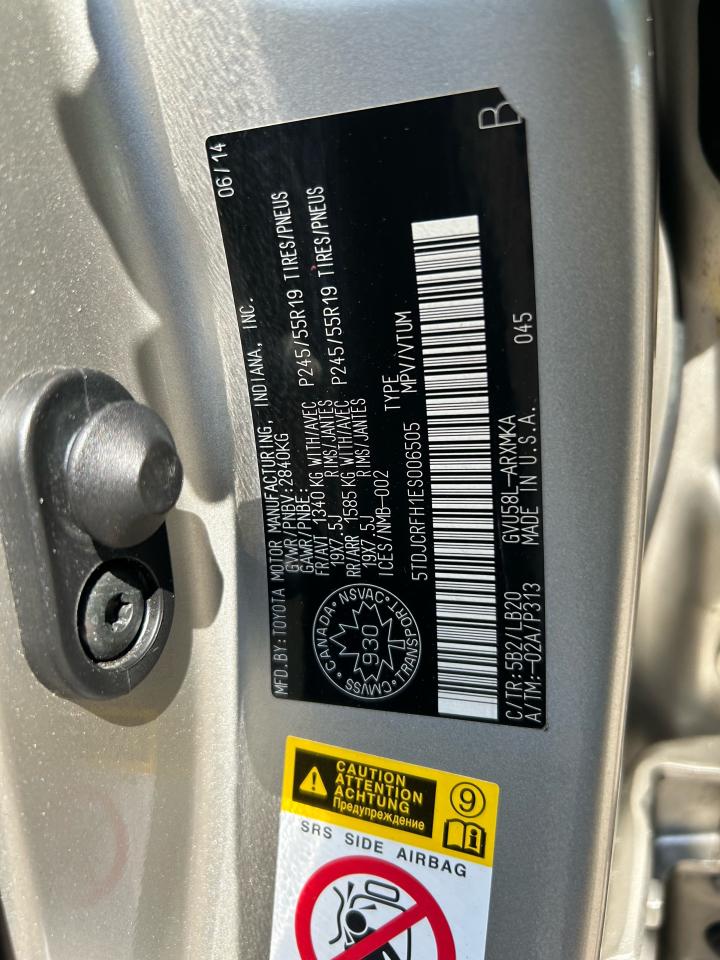 MFD.BY:TOYOTA MOTOR MANUFACTURING, INDIANA, INC. 06/14
GVWR/PNBV:2840KG
GAWR/PNBE:
FR/AVT 1340 KG WITH/AVEC P245/55R19 TIRES/PNEUS
19X7.5J RIMS/JANTES
RR/ARR 1585 KG WITH/AVEC P245/55R19 TIRES/PNEUS
19X7.5J RIMS/JANTES
ICES/NMB-002
5TDJCRFH1ES006505 TYPE
MPV/VTUM
CANADA • NSVAC • TRANSPORT • CMVSS •
930
C/TR:5B2/LB20 GVU58L-ARXMKA 045
A/TM:-02A/P313 MADE IN U.S.A.
B
CAUTION
ATTENTION
ACHTUNG
Предупреждение
9
SRS SIDE AIRBAG